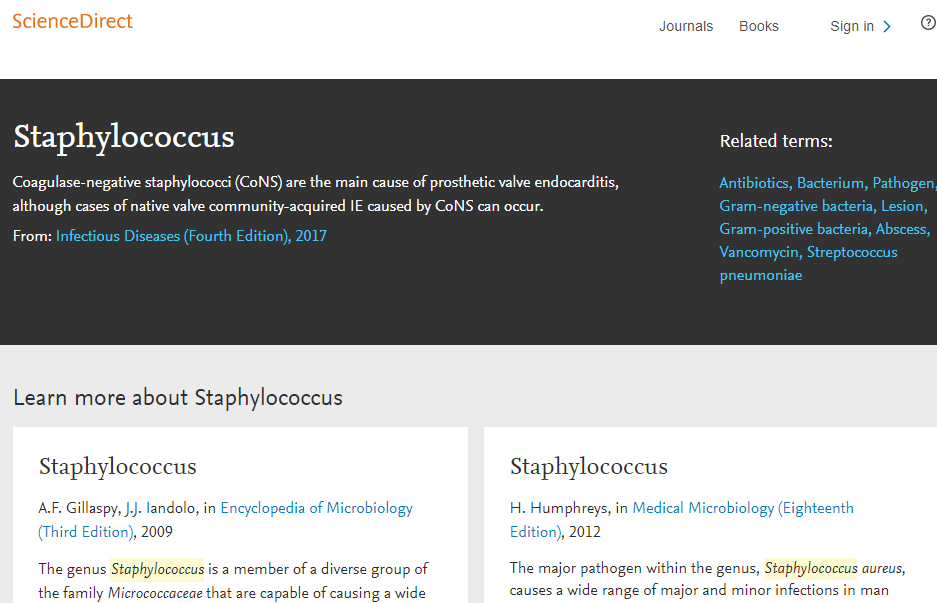 ScienceDirect
Journals Books Sign in
Staphylococcus
Coagulase-negative staphylococci (CoNS) are the main cause of prosthetic valve endocarditis,
although cases of native valve community-acquired IE caused by CoNS can occur.
From: Infectious Diseases (Fourth Edition), 2017
Related terms:
Antibiotics, Bacterium, Pathogen,
Gram-negative bacteria, Lesion,
Gram-positive bacteria, Abscess,
Vancomycin, Streptococcus
pneumoniae
Learn more about Staphylococcus
Staphylococcus
A.F. Gillaspy, J.J. Iandolo, in Encyclopedia of Microbiology
(Third Edition), 2009
The genus Staphylococcus is a member of a diverse group of
the family Micrococcaceae that are capable of causing a wide
Staphylococcus
H. Humphreys, in Medical Microbiology (Eighteenth
Edition), 2012
The major pathogen within the genus, Staphylococcus aureus,
causes a wide range of major and minor infections in man